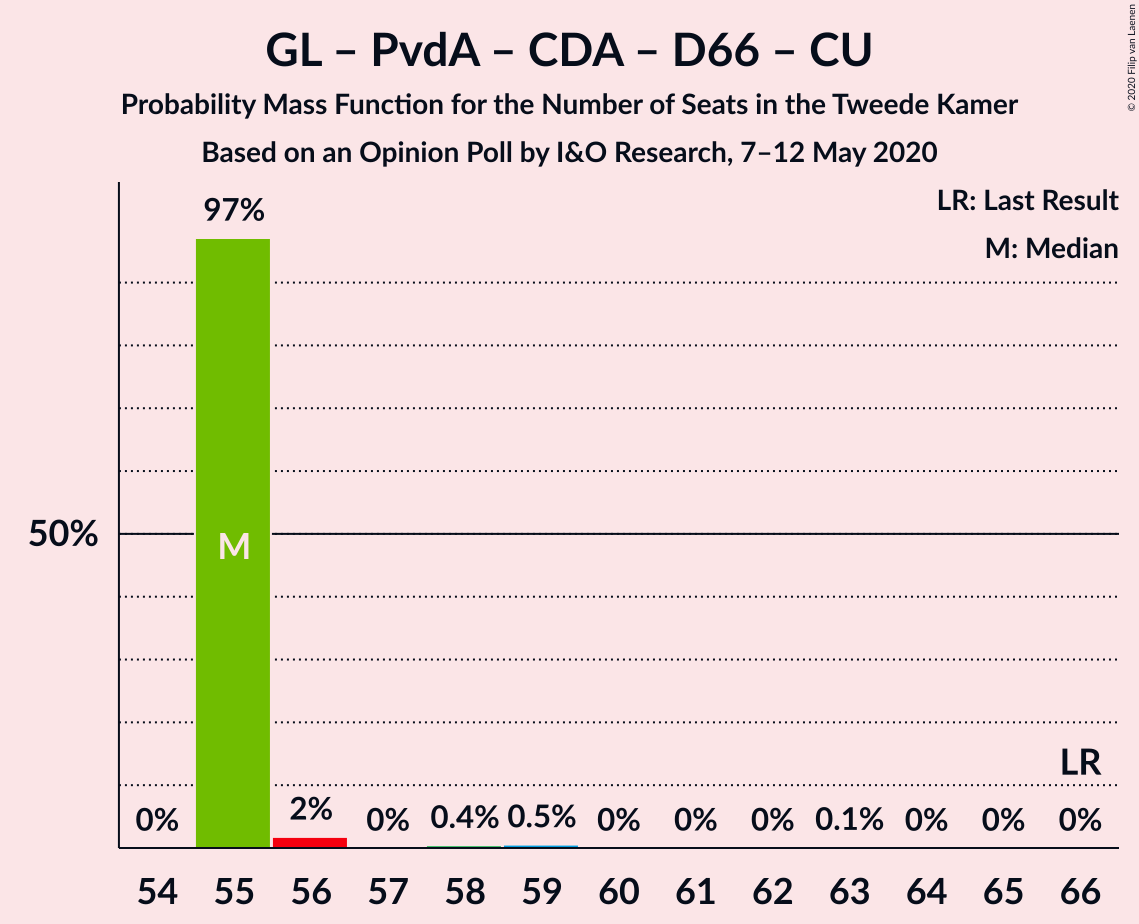 GL – PvdA – CDA – D66 – CU
Probability Mass Function for the Number of Seats in the Tweede Kamer
Based on an Opinion Poll by I&O Research, 7–12 May 2020
© 2020 Filip van Laenen
LR: Last Result
M: Median
97%
50%
M
LR
0% 2% 0% 0.4% 0.5% 0% 0% 0% 0.1% 0% 0% 0%
54 55 56 57 58 59 60 61 62 63 64 65 66